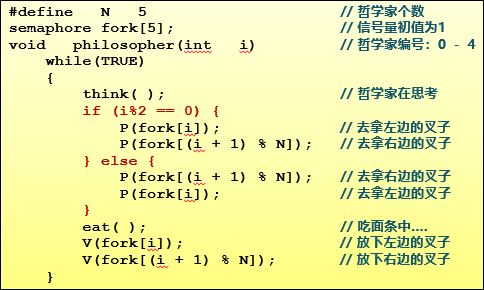 #define   N   5   // 哲学家个数
semaphore fork[5];   // 信号量初值为1
void   philosopher(int   i)   // 哲学家编号：0 - 4
while(TRUE)
{
think( );   // 哲学家在思考
if (i%2 == 0) {
P(fork[i]);   // 去拿左边的叉子
P(fork[(i + 1) % N]);   // 去拿右边的叉子
} else {
P(fork[(i + 1) % N]);   // 去拿右边的叉子
P(fork[i]);   // 去拿左边的叉子
}
eat( );   // 吃面条中....
V(fork[i]);   // 放下左边的叉子
V(fork[(i + 1) % N]);   // 放下右边的叉子
}